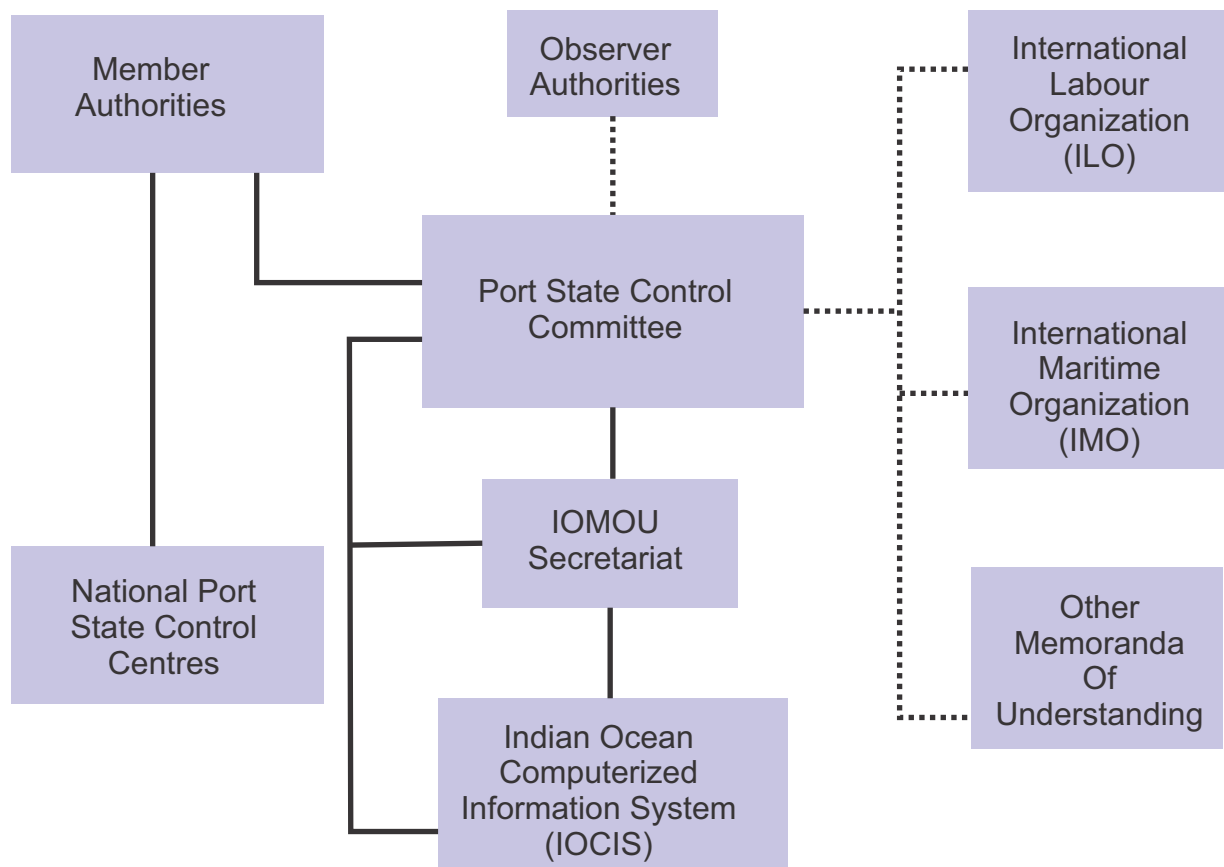 Member
Authorities
Observer
Authorities
International
Labour
Organization
(ILO)
Port State Control
Committee
International
Maritime
Organization
(IMO)
IOMOU
Secretariat
National Port
State Control
Centres
Other
Memoranda
Of
Understanding
Indian Ocean
Computerized
Information System
(IOCIS)